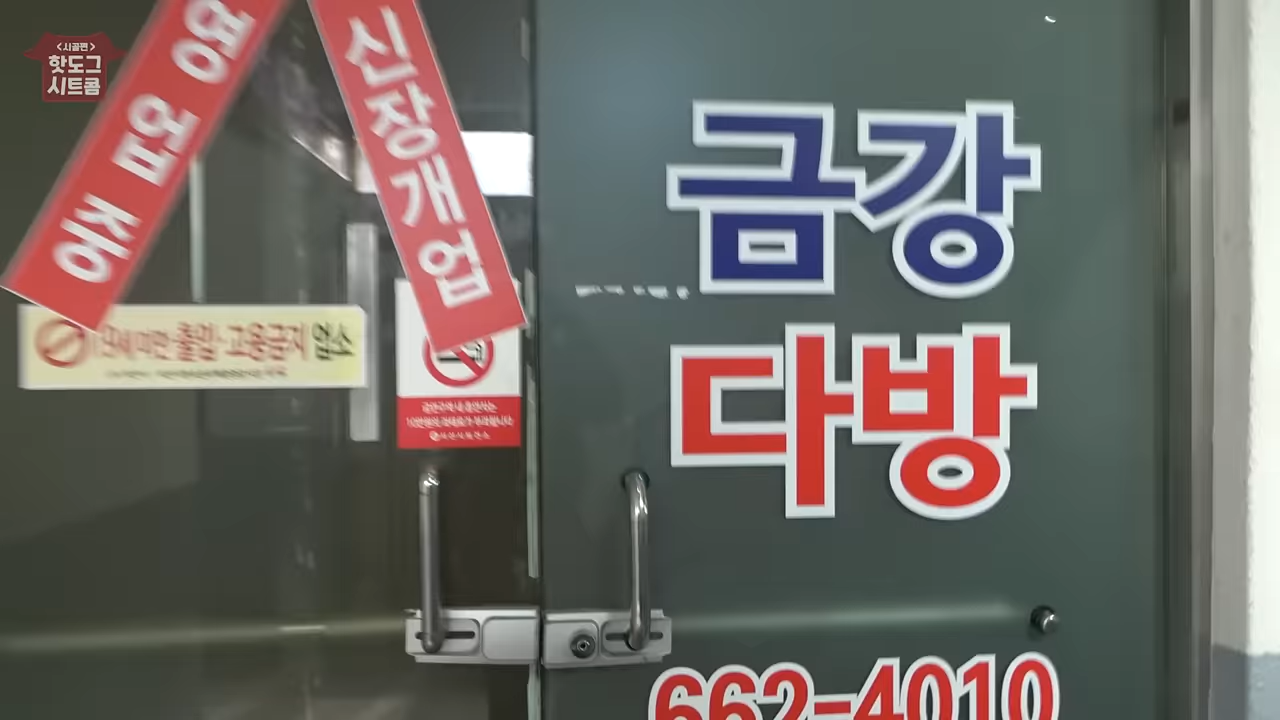 <시골편>
핫도그
시트콤
영업중
신장개업
금강
다방
19세 미만 출입·고용금지 업소
662-4010